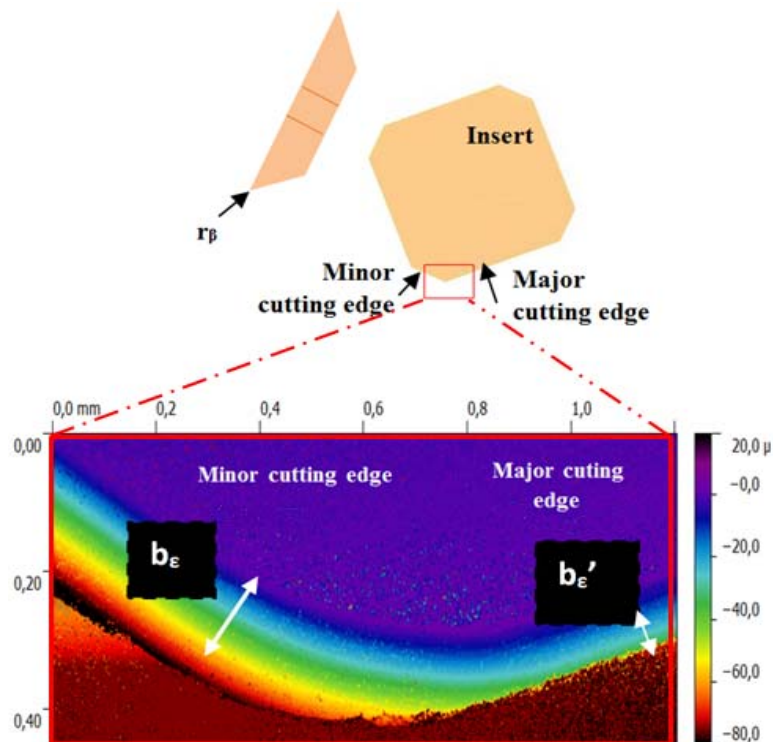 Insert
rβ
Minor
cutting edge
Major
cutting edge
0,0 mm 0,2 0,4 0,6 0,8 1,0
0,00
0,20
0,40
Minor cutting edge
Major cuting
edge
bε
bε’
20,0 µ
−0,0
−20,0
−40,0
−60,0
−80,0